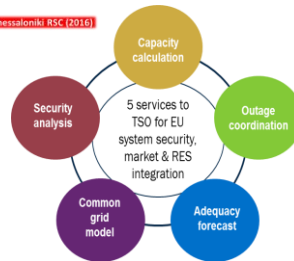 nessaloniki RSC (2016)
Capacity
calculation
Security
analysis
5 services to
TSO for EU
system security,
market & RES
integration
Outage
coordination
Common
grid
model
Adequacy
forecast